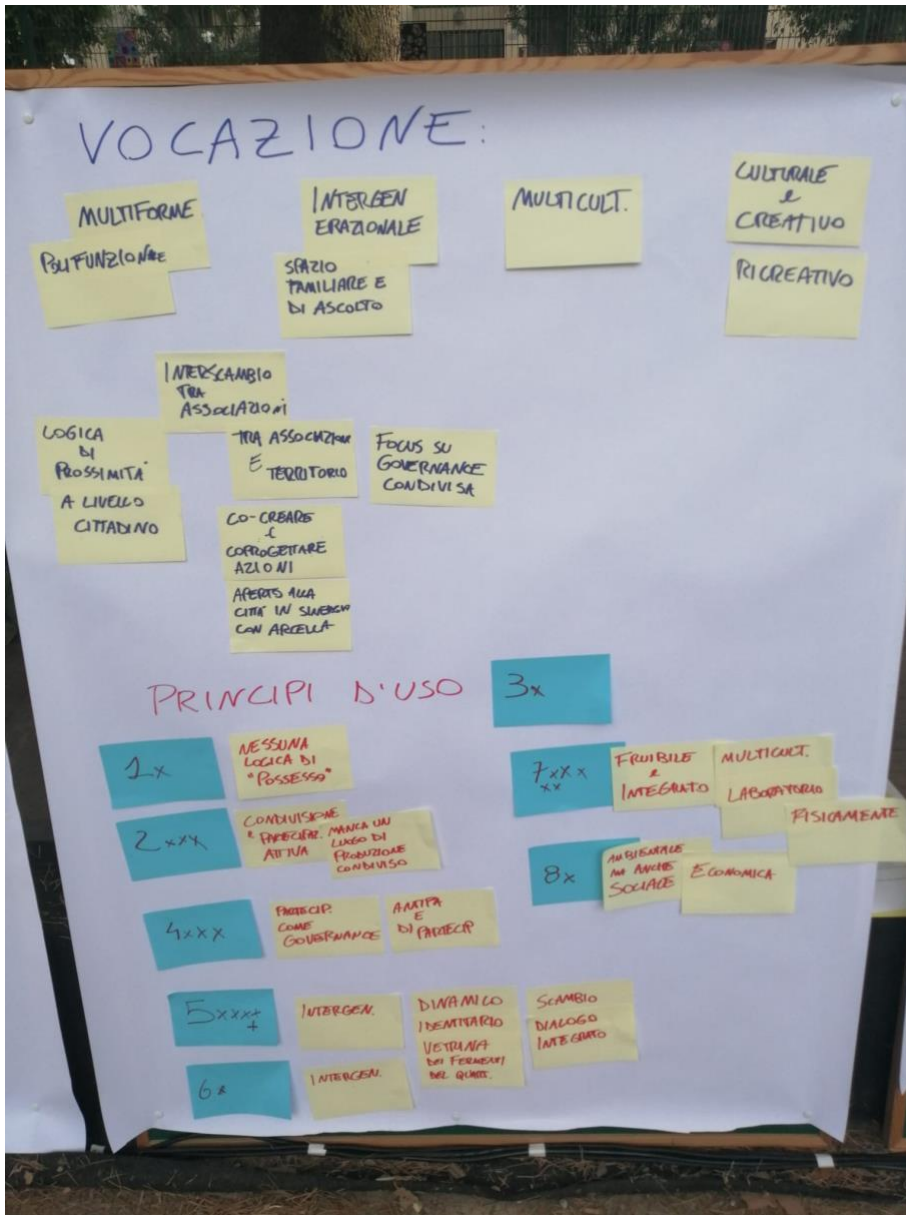 VOCAZIONE:
MULTIFORME
POLIFUNZIONALE
INTERGEN
ERAZIONALE
SPAZIO
FAMILIARE E
DI ASCOLTO
MULTICULT.
CULTURALE
e
CREATIVO
RICREATIVO
INTERSCAMBIO
TRA
ASSOCIAZIONI
LOGICA
DI
PROSSIMITA'
A LIVELLO
CITTADINO
TRA ASSOCIAZIONI
E TERRITORIO
FOCUS SU
GOVERNANCE
CONDIVISA
CO-CREARE
E
COPROGETTARE
AZIONI
APERTO ALLA
CITTÀ IN SINERGIA
CON ARCELLA
PRINCIPI D'USO
3x
1x
NESSUNA
LOGICA DI
"POSSESSO"
2xxx
CONDIVISIONE
e PARTECIPAZ.
ATTIVA
MANCA UN
LUOGO DI
PRODUZIONE
CONDIVISO
4xxx
PARTECIP.
COME
GOVERNANCE
E
DI PARTECIP
5xxxx
x
INTERGEN.
DINAMICO
IDENTITARIO
VETRINA
DEI FERMENTI
DEL QUART.
SCAMBIO
DIALOGO
INTEGRATO
6x
INTERGEN.
7xxx
xx
FRUIBILE
e
INTEGRATO
MULTICULT.
LABORATORIO
FISICAMENTE
8x
AMBIENTALE
MA ANCHE
SOCIALE
ECONOMICA